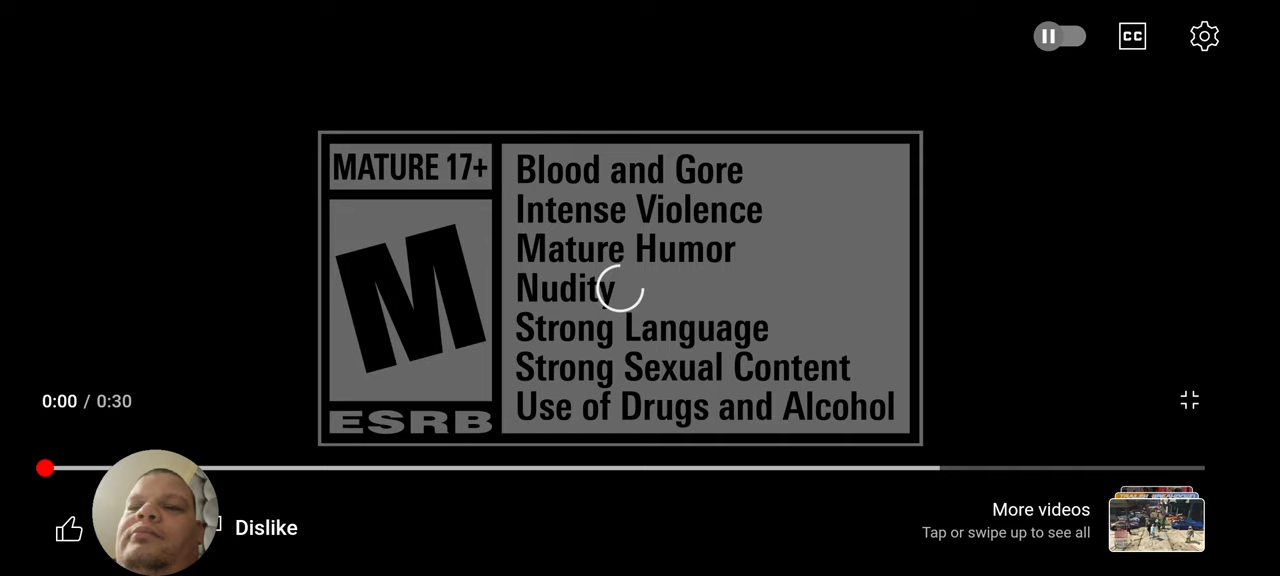 CC
MATURE 17+
M
ESRB
Blood and Gore
Intense Violence
Mature Humor
Nudity
Strong Language
Strong Sexual Content
Use of Drugs and Alcohol
0:00 / 0:30
Dislike
More videos
Tap or swipe up to see all